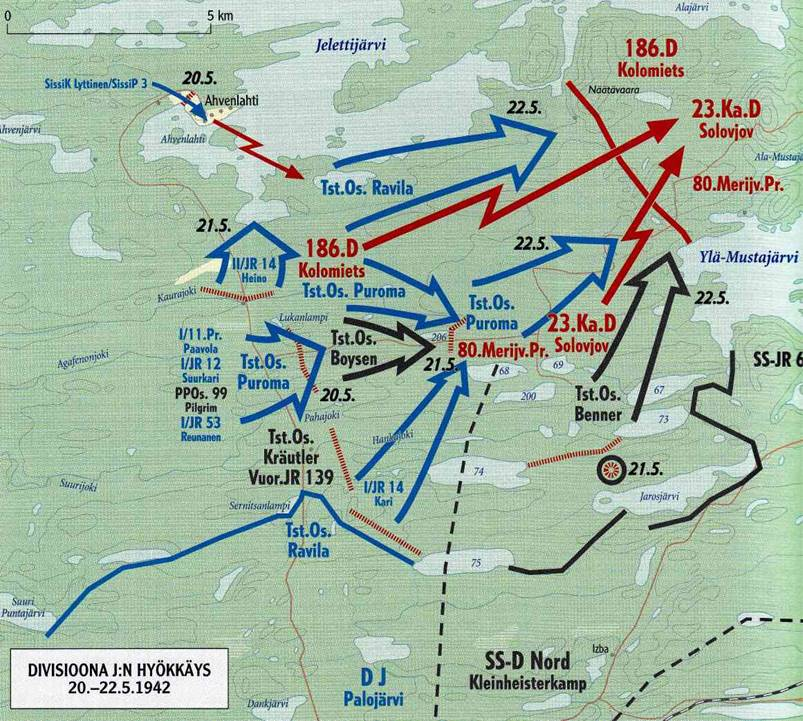 0
5 km
Alajärvi
Jelettijärvi
186.D
Kolomiets
20.5.
SissiK Lyttinen/SissiP 3
Ahvenlahti
Näätävaara
22.5.
23.Ka.D
Solovjov
Ahvenjärvi
Ahvenlahti
Ala-Mustaj
Tst.Os. Ravila
80.Merijv.Pr.
21.5.
186.D
Kolomiets
22.5.
Ylä-Mustajärvi
II/JR 14
Heino
Tst.Os. Puroma
Kaurajoki
22.5.
Lukanlampi
Tst.Os.
Puroma
23.Ka.D
Solovjov
I/11.Pr.
Paavola
I/JR 12
Suurkari
PPOs. 99
Pilgrim
I/JR 53
Reunanen
Tst.Os.
Puroma
Tst.Os.
Boysen
206
80.Merijv.Pr.
21.5.
Agafenonjoki
68
69
SS-JR 6
20.5.
200
67
Tst.Os.
Benner
73
Pahajoki
Tst.Os.
Kräutler
Vuor.JR 139
Hankajoki
74
21.5.
Suurijoki
I/JR 14
Kari
Jarosjärvi
Sernitsanlampi
Tst.Os.
Ravila
75
Suuri
Puntajärvi
DIVISIOONA J:N HYÖKKÄYS
20.–22.5.1942
D J
Palojärvi
SS-D Nord
Kleinheisterkamp
Izba
Dankjärvi